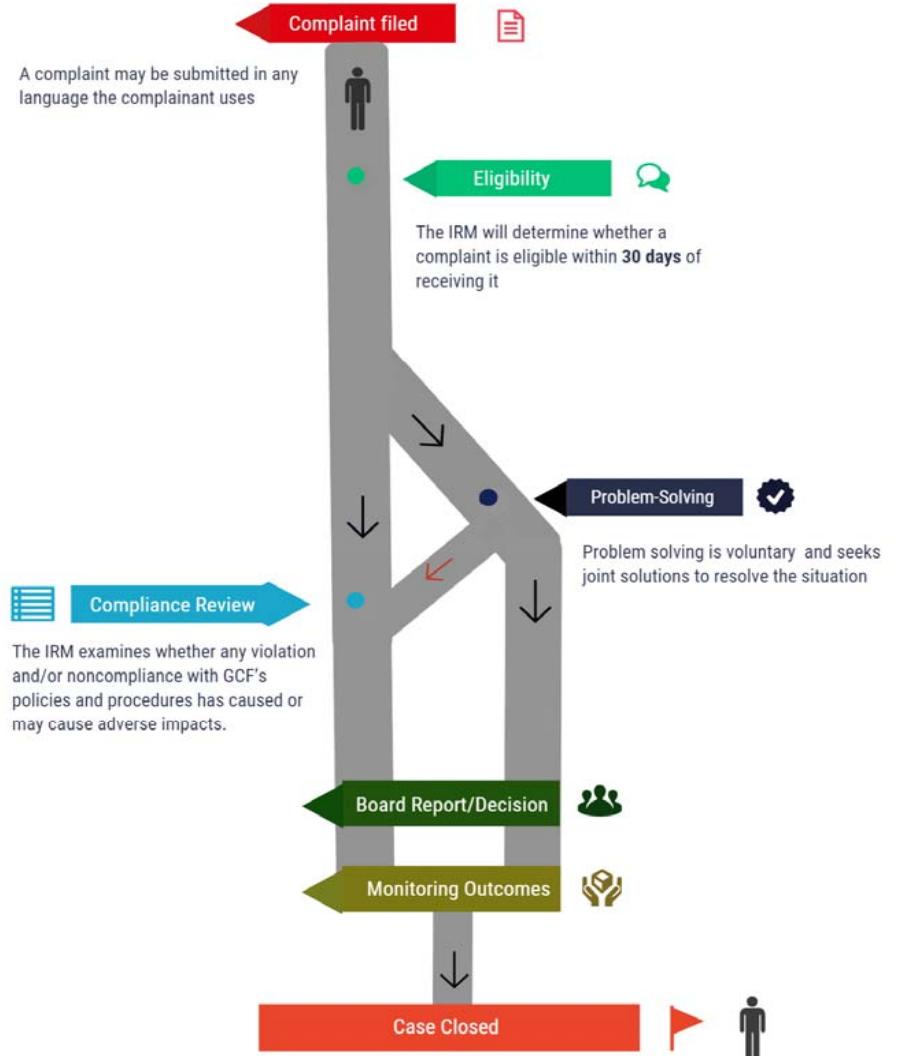 Complaint filed
A complaint may be submitted in any
language the complainant uses
Eligibility
The IRM will determine whether a
complaint is eligible within 30 days of
receiving it
Problem-Solving
Problem solving is voluntary and seeks
joint solutions to resolve the situation
Compliance Review
The IRM examines whether any violation
and/or noncompliance with GCF's
policies and procedures has caused or
may cause adverse impacts.
Board Report/Decision
Monitoring Outcomes
Case Closed